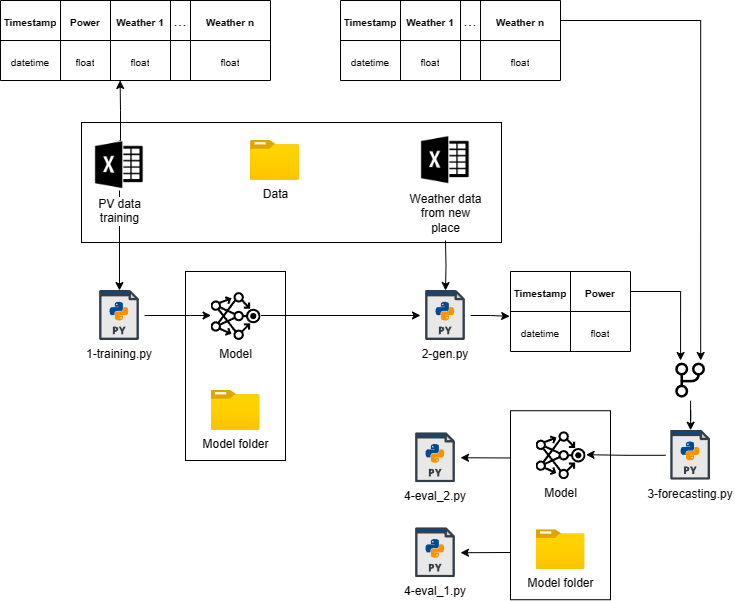 Timestamp Power Weather 1 ... Weather n
datetime float float float
Timestamp Weather 1 ... Weather n
datetime float float
X
PV data
training
Data
X
Weather data
from new
place
PY
1-training.py
Model
Model folder
PY
2-gen.py
Timestamp Power
datetime float
PY
3-forecasting.py
Model
Model folder
PY
4-eval_2.py
PY
4-eval_1.py